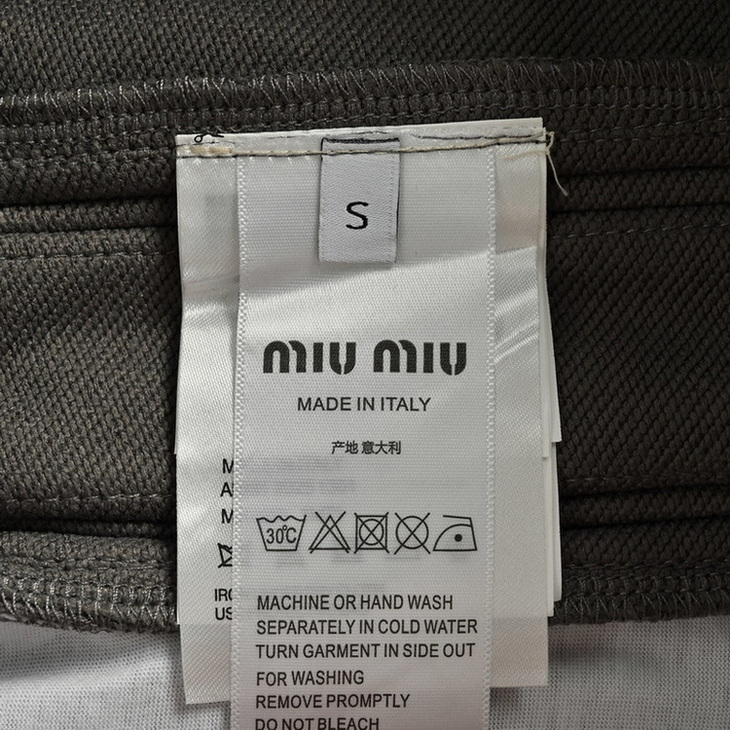 S
MIU MIU
MADE IN ITALY
产地 意大利
30℃
MACHINE OR HAND WASH
SEPARATELY IN COLD WATER
TURN GARMENT IN SIDE OUT
FOR WASHING
REMOVE PROMPTLY
DO NOT BLEACH